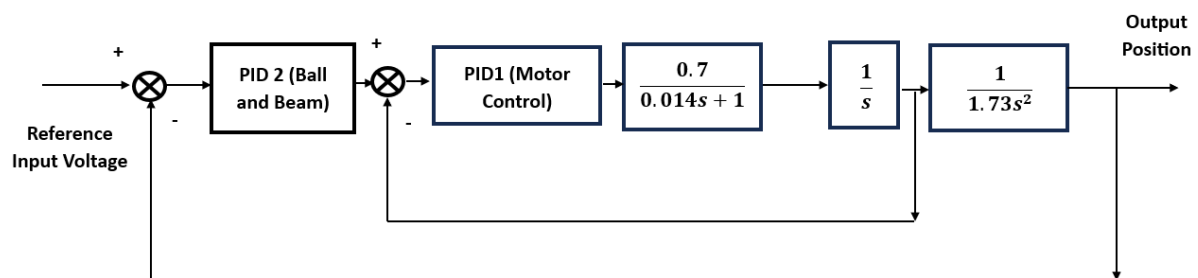 Output
Position
+
+
PID 2 (Ball
and Beam)
PID1 (Motor
Control)
0.7
0.014s + 1
1
s
1
1.73s²
-
-
Reference
Input Voltage